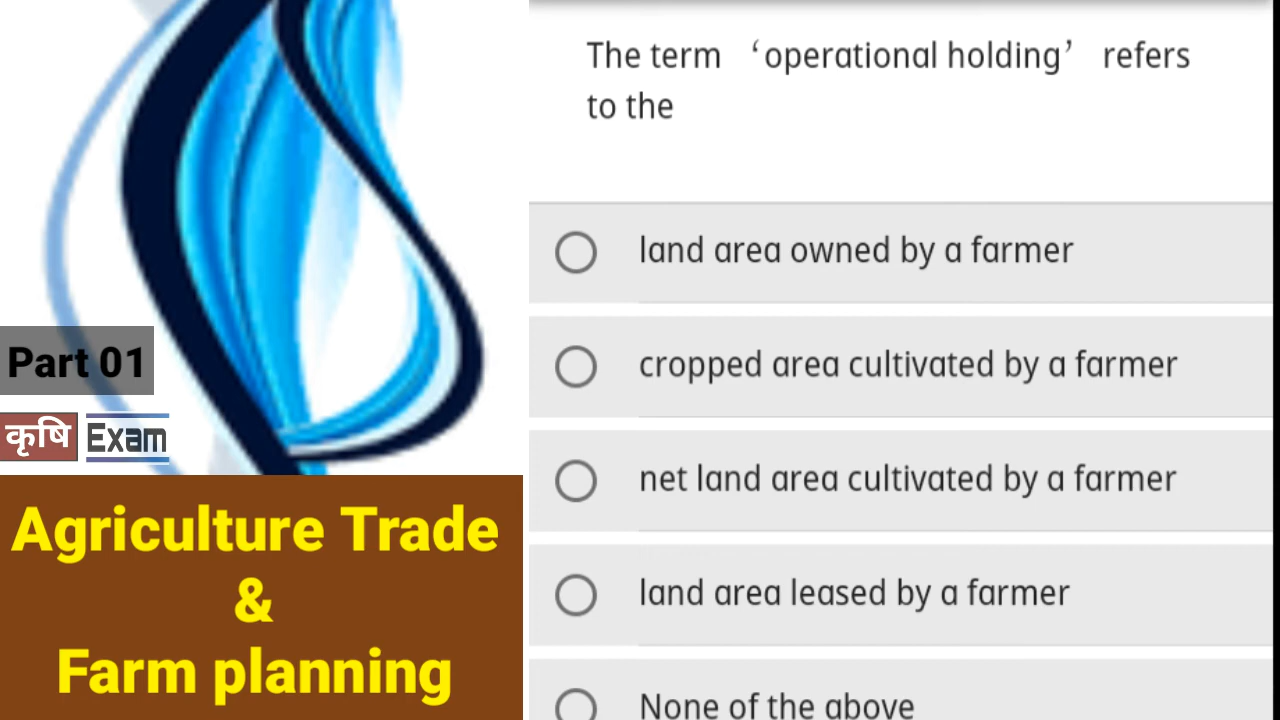 Part 01
कृषि Exam
Agriculture Trade
&
Farm planning
The term ‘operational holding’ refers
to the
land area owned by a farmer
cropped area cultivated by a farmer
net land area cultivated by a farmer
land area leased by a farmer
None of the above